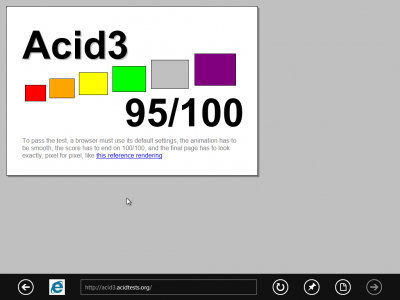 Acid3
95/100
To pass the test, a browser must use its default settings, the animation has to
be smooth, the score has to end on 100/100, and the final page has to look
exactly, pixel for pixel, like this reference rendering
http://acid3.acidtests.org/